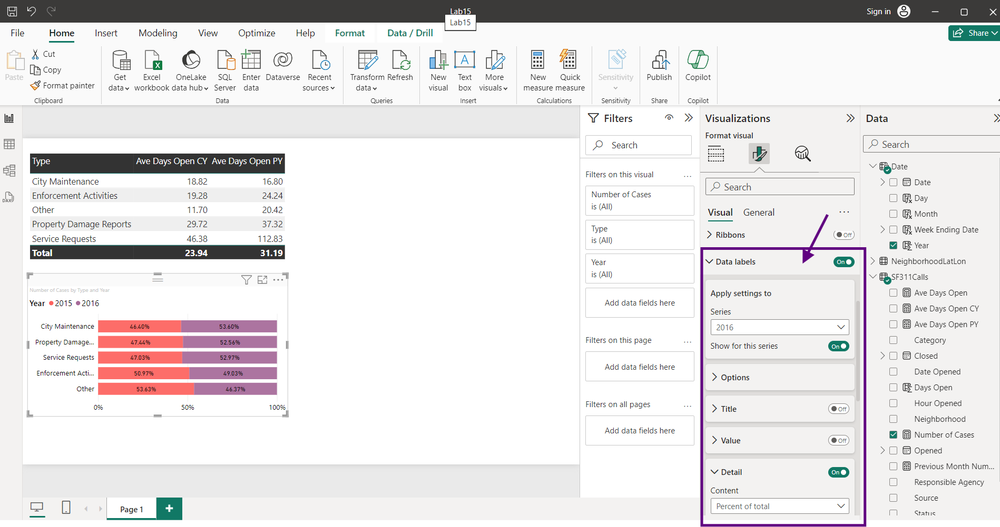 Lab15
Sign in
Lab15
File Home Insert Modeling View Optimize Help Format Data / Drill
Share
Paste
Cut
Copy
Format painter
Clipboard
Get data
Excel workbook
OneLake data hub
SQL Server
Enter data
Dataverse
Recent sources
Data
Transform data
Refresh
Queries
New visual
Text box
More visuals
Insert
New measure
Quick measure
Calculations
Sensitivity
Sensitivity
Publish
Share
Copilot
Copilot
Type Ave Days Open CY Ave Days Open PY
City Maintenance 18.82 16.80
Enforcement Activities 19.28 24.24
Other 11.70 20.42
Property Damage Reports 29.72 37.32
Service Requests 46.38 112.83
Total 23.94 31.19
Number of Cases by Type and Year
Year 2015 2016
City Maintenance 46.40% 53.60%
Property Damage... 47.44% 52.56%
Service Requests 47.03% 52.97%
Enforcement Acti... 50.97% 49.03%
Other 53.63% 46.37%
0% 50% 100%
Page 1
Filters
Search
Filters on this visual ...
Number of Cases
is (All)
Type
is (All)
Year
is (All)
Add data fields here
Filters on this page ...
Add data fields here
Filters on all pages ...
Add data fields here
Visualizations
Format visual
Search
Visual General ...
Ribbons Off
Data labels On
Apply settings to
Series
2016
Show for this series On
Options
Title Off
Value Off
Detail On
Content
Percent of total
Data
Search
Date
Date
Day
Month
Week Ending Date
Year
NeighborhoodLatLon
SF311Calls
Ave Days Open
Ave Days Open CY
Ave Days Open PY
Category
Closed
Date Opened
Days Open
Hour Opened
Neighborhood
Number of Cases
Opened
Previous Month Num...
Responsible Agency
Source
Status